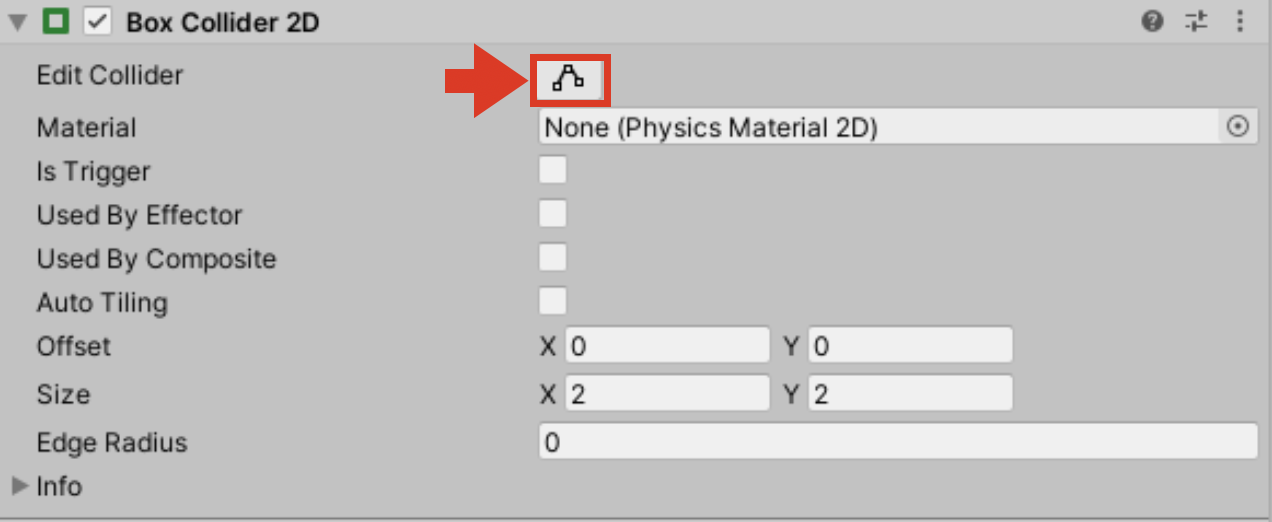 Box Collider 2D
Edit Collider
Material None (Physics Material 2D)
Is Trigger
Used By Effector
Used By Composite
Auto Tiling
Offset X 0 Y 0
Size X 2 Y 2
Edge Radius 0
Info